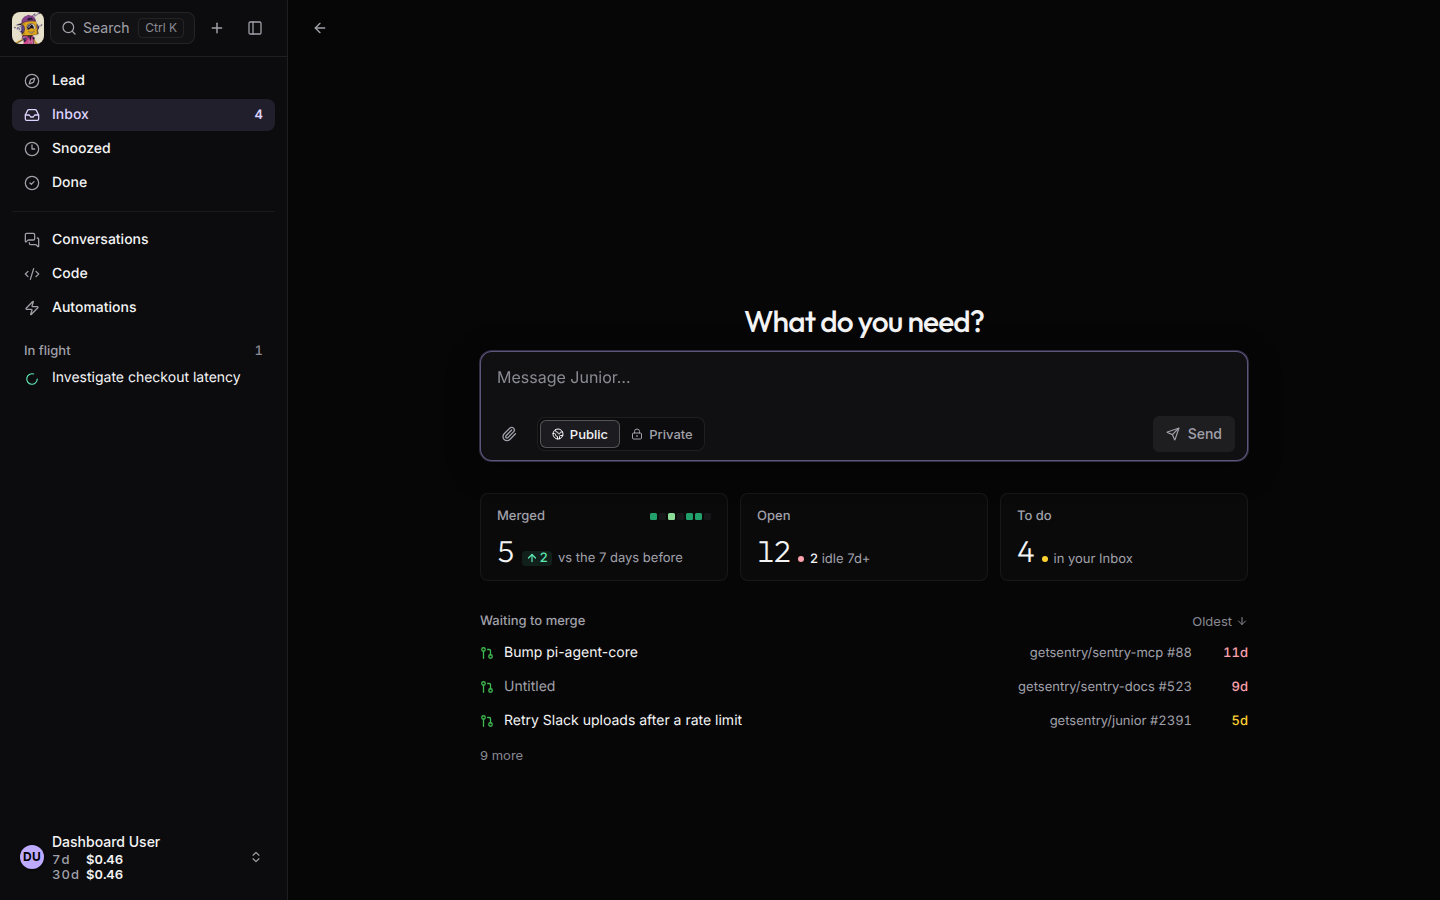 Search Ctrl K
Lead
Inbox 4
Snoozed
Done
Conversations
Code
Automations
In flight 1
Investigate checkout latency
DU
Dashboard User
7d $0.46
30d $0.46
What do you need?
Message Junior...
Public Private Send
Merged
5 2 vs the 7 days before
Open
12 2 idle 7d+
To do
4 in your Inbox
Waiting to merge Oldest
Bump pi-agent-core getsentry/sentry-mcp #88 11d
Untitled getsentry/sentry-docs #523 9d
Retry Slack uploads after a rate limit getsentry/junior #2391 5d
9 more